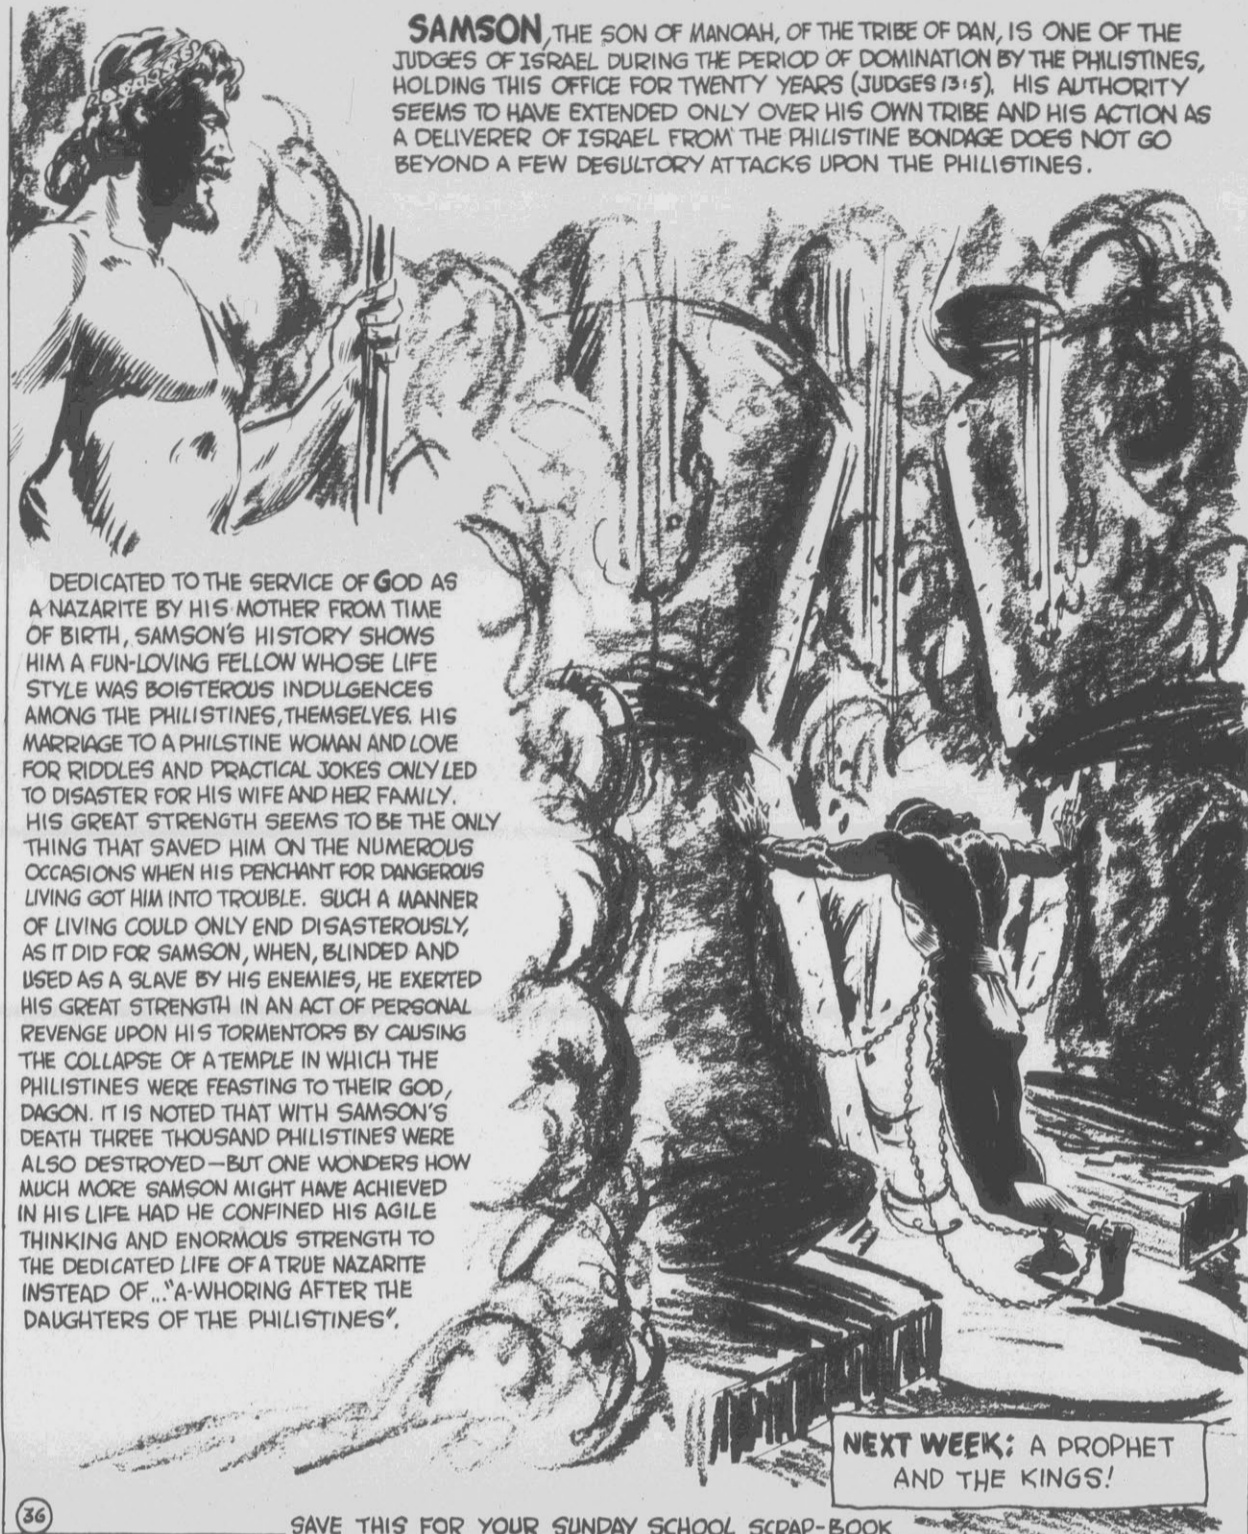 SAMSON, THE SON OF MANOAH, OF THE TRIBE OF DAN, IS ONE OF THE
JUDGES OF ISRAEL DURING THE PERIOD OF DOMINATION BY THE PHILISTINES,
HOLDING THIS OFFICE FOR TWENTY YEARS (JUDGES 13:5). HIS AUTHORITY
SEEMS TO HAVE EXTENDED ONLY OVER HIS OWN TRIBE AND HIS ACTION AS
A DELIVERER OF ISRAEL FROM THE PHILISTINE BONDAGE DOES NOT GO
BEYOND A FEW DESULTORY ATTACKS UPON THE PHILISTINES.
DEDICATED TO THE SERVICE OF GOD AS
A NAZARITE BY HIS MOTHER FROM TIME
OF BIRTH, SAMSON'S HISTORY SHOWS
HIM A FUN-LOVING FELLOW WHOSE LIFE
STYLE WAS BOISTEROUS INDULGENCES
AMONG THE PHILISTINES, THEMSELVES. HIS
MARRIAGE TO A PHILSTINE WOMAN AND LOVE
FOR RIDDLES AND PRACTICAL JOKES ONLY LED
TO DISASTER FOR HIS WIFE AND HER FAMILY.
HIS GREAT STRENGTH SEEMS TO BE THE ONLY
THING THAT SAVED HIM ON THE NUMEROUS
OCCASIONS WHEN HIS PENCHANT FOR DANGEROUS
LIVING GOT HIM INTO TROUBLE. SUCH A MANNER
OF LIVING COULD ONLY END DISASTEROUSLY,
AS IT DID FOR SAMSON, WHEN, BLINDED AND
USED AS A SLAVE BY HIS ENEMIES, HE EXERTED
HIS GREAT STRENGTH IN AN ACT OF PERSONAL
REVENGE UPON HIS TORMENTORS BY CAUSING
THE COLLAPSE OF A TEMPLE IN WHICH THE
PHILISTINES WERE FEASTING TO THEIR GOD,
DAGON. IT IS NOTED THAT WITH SAMSON'S
DEATH THREE THOUSAND PHILISTINES WERE
ALSO DESTROYED—BUT ONE WONDERS HOW
MUCH MORE SAMSON MIGHT HAVE ACHIEVED
IN HIS LIFE HAD HE CONFINED HIS AGILE
THINKING AND ENORMOUS STRENGTH TO
THE DEDICATED LIFE OF A TRUE NAZARITE
INSTEAD OF..."A-WHORING AFTER THE
DAUGHTERS OF THE PHILISTINES".
NEXT WEEK: A PROPHET
AND THE KINGS!
36
SAVE THIS FOR YOUR SUNDAY SCHOOL SCRAP-BOOK